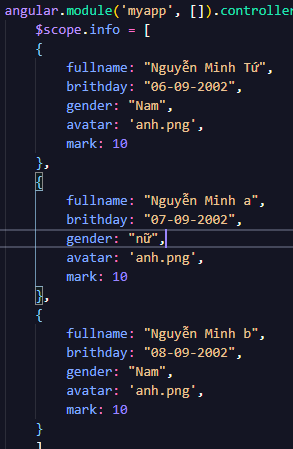 angular.module('myapp', []).controller
$scope.info = [
{
fullname: "Nguyễn Minh Tứ",
brithday: "06-09-2002",
gender: "Nam",
avatar: 'anh.png',
mark: 10
},
{
fullname: "Nguyễn Minh a",
brithday: "07-09-2002",
gender: "nữ",
avatar: 'anh.png',
mark: 10
},
{
fullname: "Nguyễn Minh b",
brithday: "08-09-2002",
gender: "Nam",
avatar: 'anh.png',
mark: 10
}
]